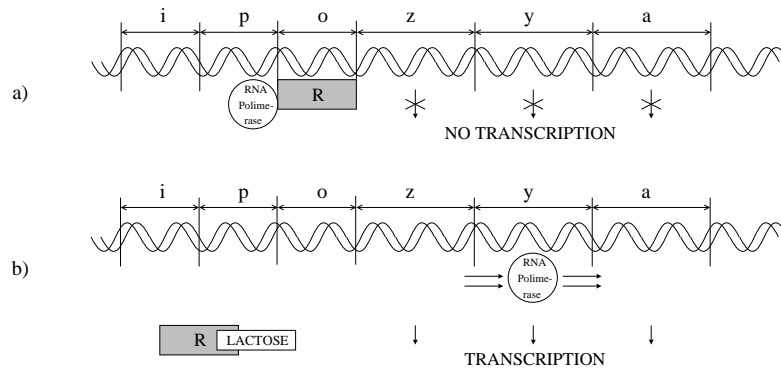 i p o z y a
a)
RNA
Polime-
rase
R
NO TRANSCRIPTION
i p o z y a
b)
RNA
Polime-
rase
R
LACTOSE
TRANSCRIPTION